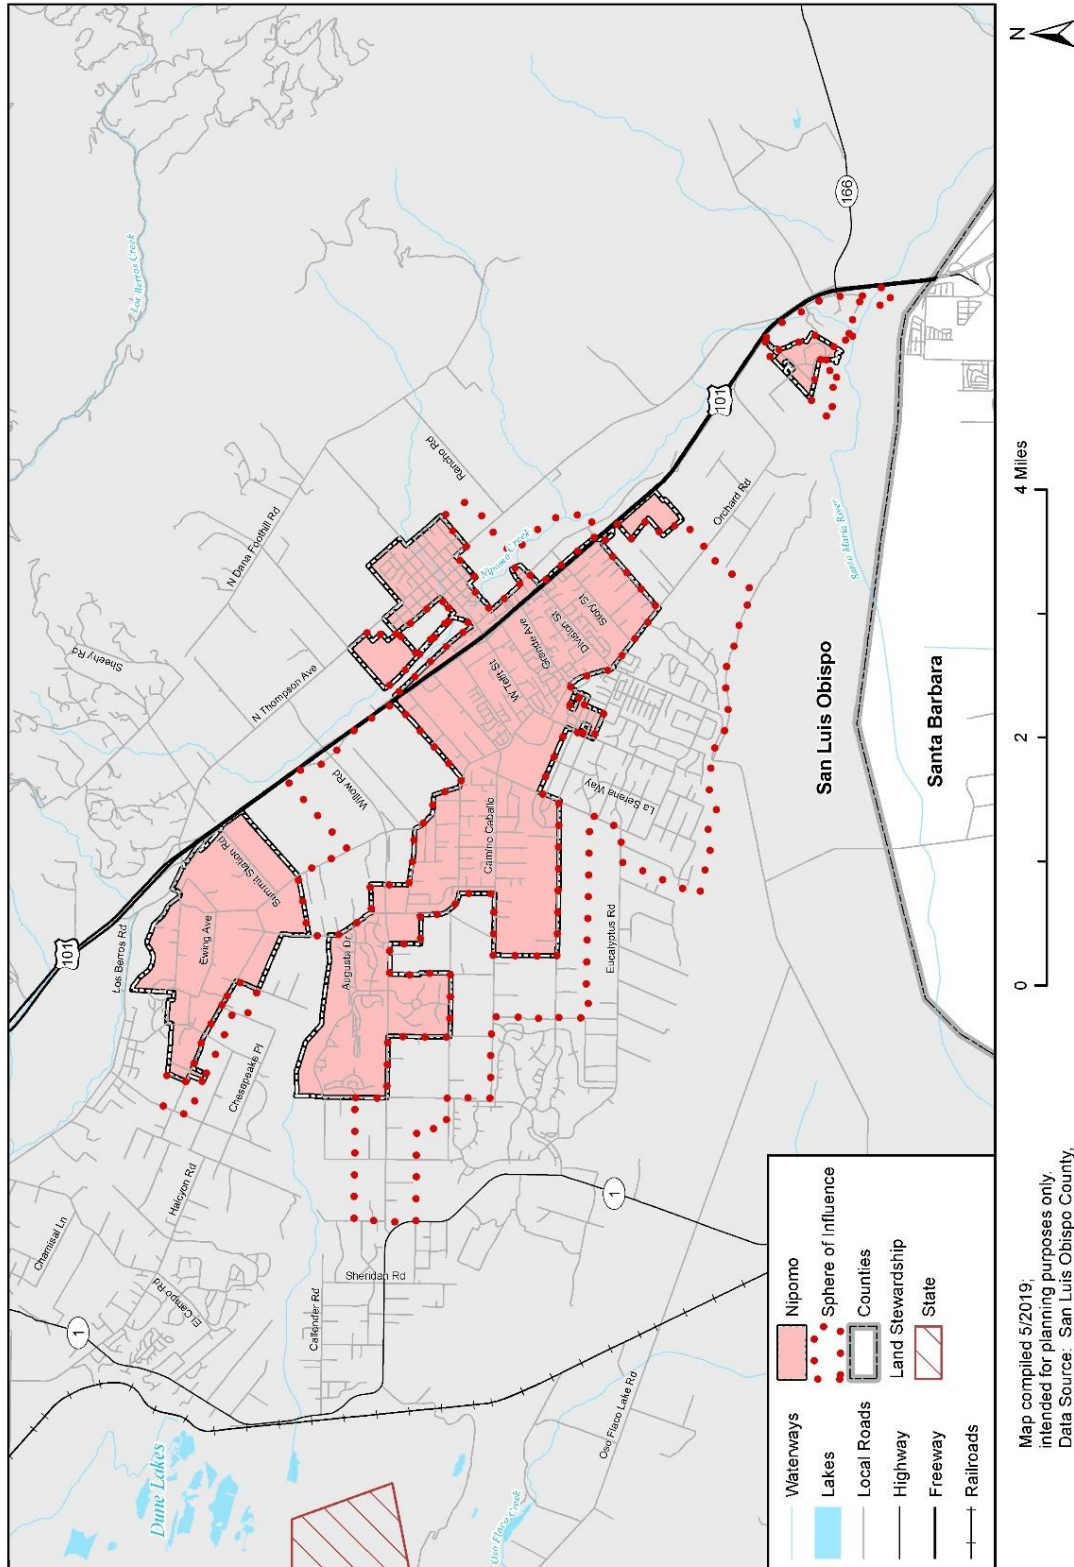 Los Berros Creek
Sheehy Rd
N Dana Foothill Rd
Rancho Rd
N Thompson Ave
Nipomo Creek
101
Los Berros Rd
Summit Station Rd
Ewing Ave
Willow Rd
Chamisal Ln
Halcyon Rd
Chesapeake Pl
El Campo Rd
1
Dune Lakes
Augusta Dr
W Tefft St
Grande Ave
Division St
Story St
Camino Caballo
La Serena Way
Callender Rd
Sheridan Rd
Eucalyptus Rd
Orchard Rd
101
166
1
Oso Flaco Creek
Oso Flaco Lake Rd
Santa Maria River
San Luis Obispo
Santa Barbara
Waterways
Lakes
Local Roads
Highway
Freeway
Railroads
Nipomo
Sphere of Influence
Counties
Land Stewardship
State
0 2 4 Miles
N
Map compiled 5/2019;
intended for planning purposes only.
Data Source: San Luis Obispo County,